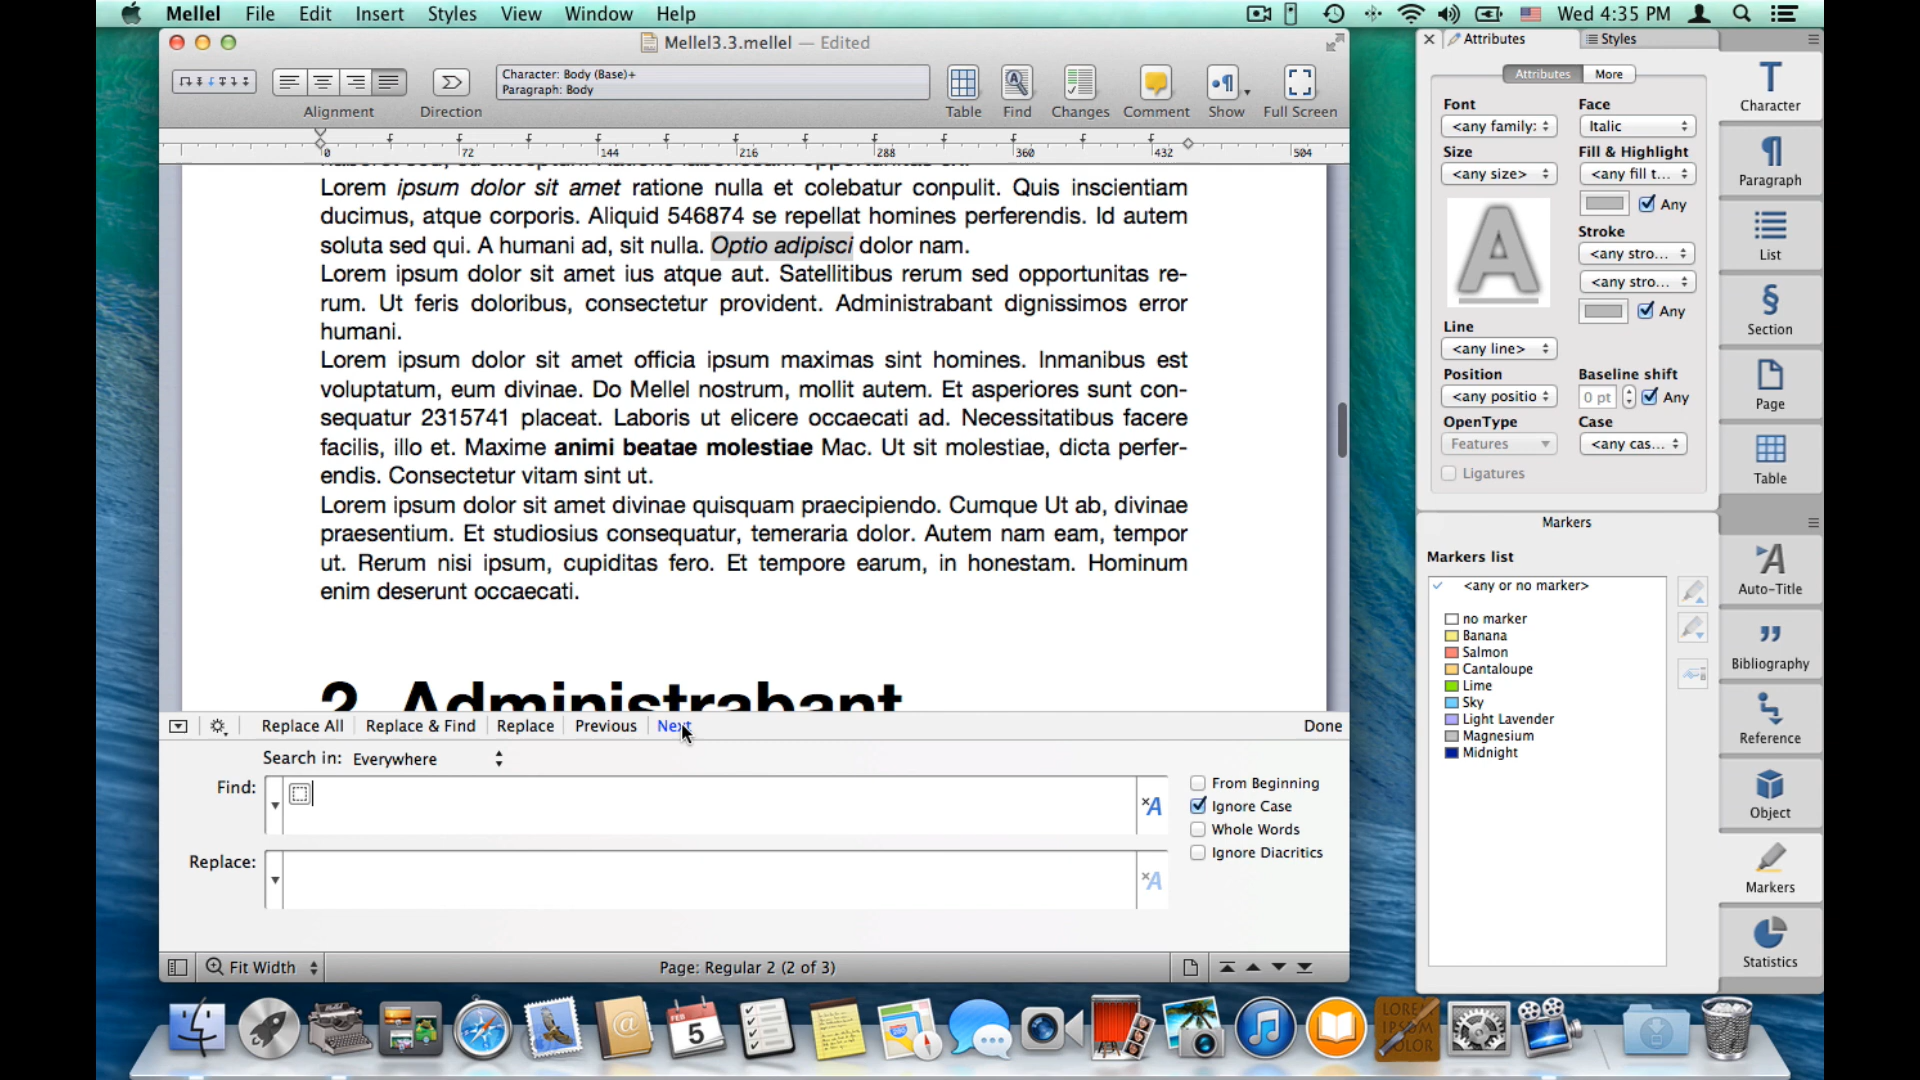 Mellel File Edit Insert Styles View Window Help
Wed 4:35 PM
Mellel3.3.mellel — Edited
Character: Body (Base)+
Paragraph: Body
Alignment Direction Table Find Changes Comment Show Full Screen
0 72 144 216 288 360 432 504
Lorem ipsum dolor sit amet ratione nulla et colebatur conpulit. Quis inscientiam
ducimus, atque corporis. Aliquid 546874 se repellat homines perferendis. Id autem
soluta sed qui. A humani ad, sit nulla. Optio adipisci dolor nam.
Lorem ipsum dolor sit amet ius atque aut. Satellitibus rerum sed opportunitas re-
rum. Ut feris doloribus, consectetur provident. Administrabant dignissimos error
humani.
Lorem ipsum dolor sit amet officia ipsum maximas sint homines. Inmanibus est
voluptatum, eum divinae. Do Mellel nostrum, mollit autem. Et asperiores sunt con-
sequatur 2315741 placeat. Laboris ut elicere occaecati ad. Necessitatibus facere
facilis, illo et. Maxime animi beatae molestiae Mac. Ut sit molestiae, dicta perfer-
endis. Consectetur vitam sint ut.
Lorem ipsum dolor sit amet divinae quisquam praecipiendo. Cumque Ut ab, divinae
praesentium. Et studiosius consequatur, temeraria dolor. Autem nam eam, tempor
ut. Rerum nisi ipsum, cupiditas fero. Et tempore earum, in honestam. Hominum
enim deserunt occaecati.
2 Administrabant
Replace All Replace & Find Replace Previous Next Done
Search in: Everywhere
Find:
Replace:
From Beginning
Ignore Case
Whole Words
Ignore Diacritics
Fit Width
Page: Regular 2 (2 of 3)
Attributes Styles
Attributes More
Font Face
<any family: Italic
Size Fill & Highlight
<any size> <any fill t...
Any
Stroke
<any stro...
<any stro...
Any
Line
<any line>
Position Baseline shift
<any positio 0 pt Any
OpenType Case
Features <any cas...
Ligatures
Markers
Markers list
<any or no marker>
no marker
Banana
Salmon
Cantaloupe
Lime
Sky
Light Lavender
Magnesium
Midnight
Character
Paragraph
List
Section
Page
Table
Auto-Title
Bibliography
Reference
Object
Markers
Statistics
FEB
5
LOREM
IPSUM
DOLOR